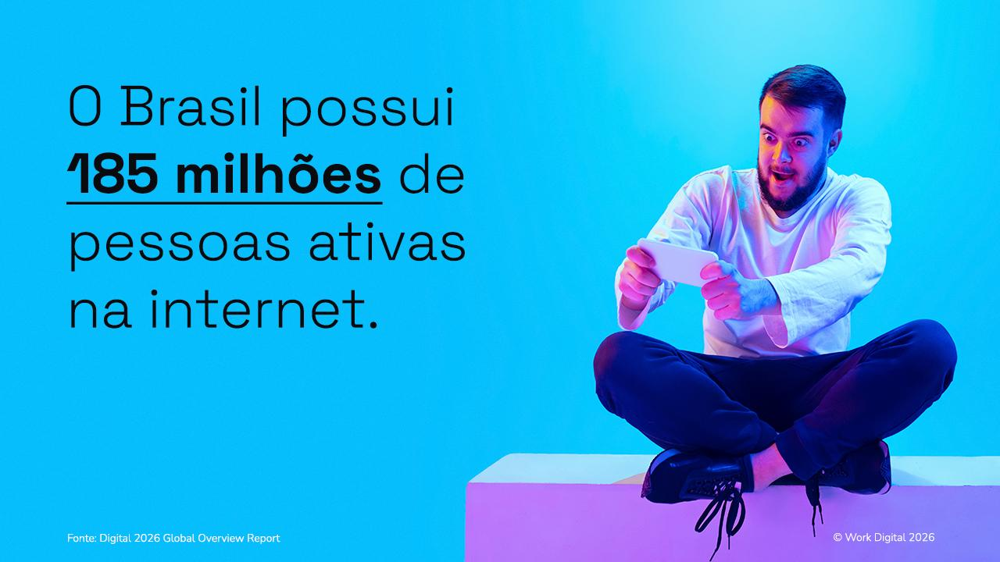 O Brasil possui
185 milhões de
pessoas ativas
na internet.
Fonte: Digital 2026 Global Overview Report
© Work Digital 2026